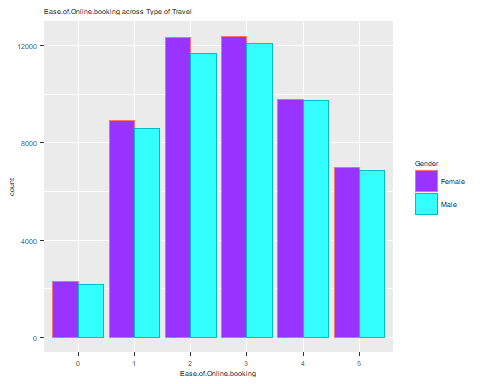 Ease.of.Online.booking across Type of Travel
12000
8000
4000
0
count
0 1 2 3 4 5
Ease.of.Online.booking
Gender
Female
Male